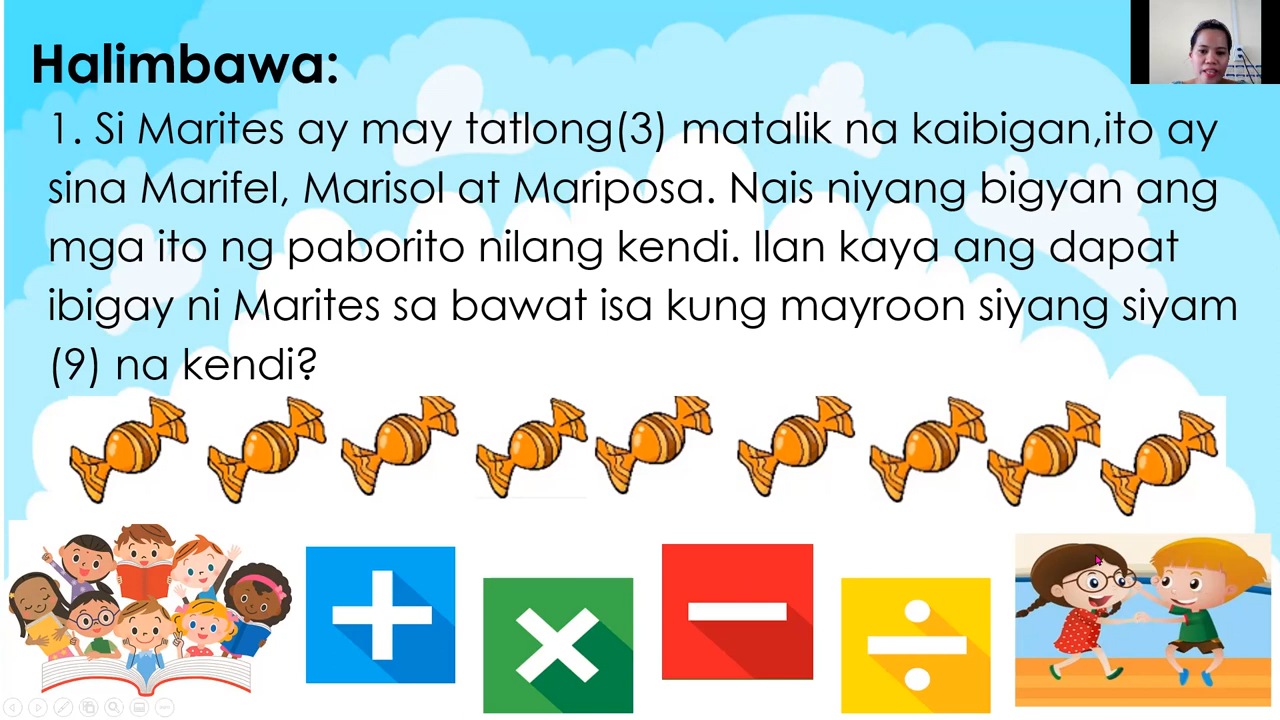 Halimbawa:
1. Si Marites ay may tatlong(3) matalik na kaibigan,ito ay
sina Marifel, Marisol at Mariposa. Nais niyang bigyan ang
mga ito ng paborito nilang kendi. Ilan kaya ang dapat
ibigay ni Marites sa bawat isa kung mayroon siyang siyam
(9) na kendi?